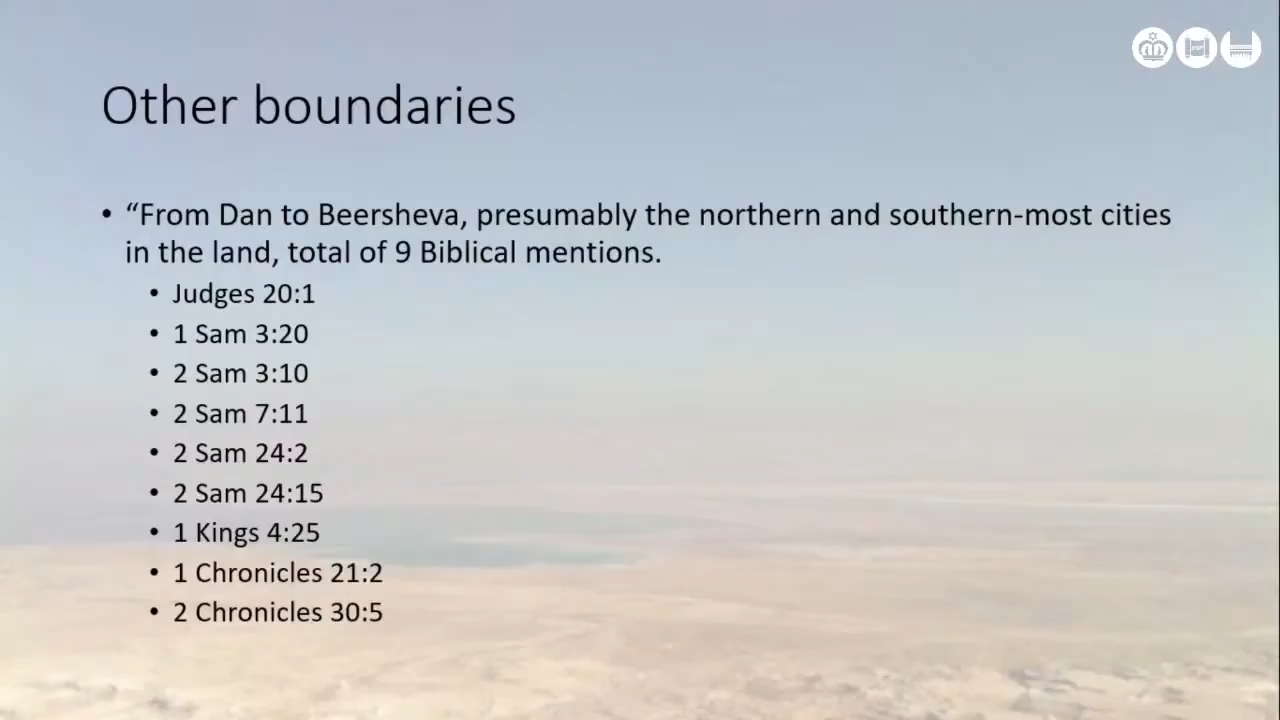 Other boundaries
• “From Dan to Beersheva, presumably the northern and southern-most cities
in the land, total of 9 Biblical mentions.
• Judges 20:1
• 1 Sam 3:20
• 2 Sam 3:10
• 2 Sam 7:11
• 2 Sam 24:2
• 2 Sam 24:15
• 1 Kings 4:25
• 1 Chronicles 21:2
• 2 Chronicles 30:5